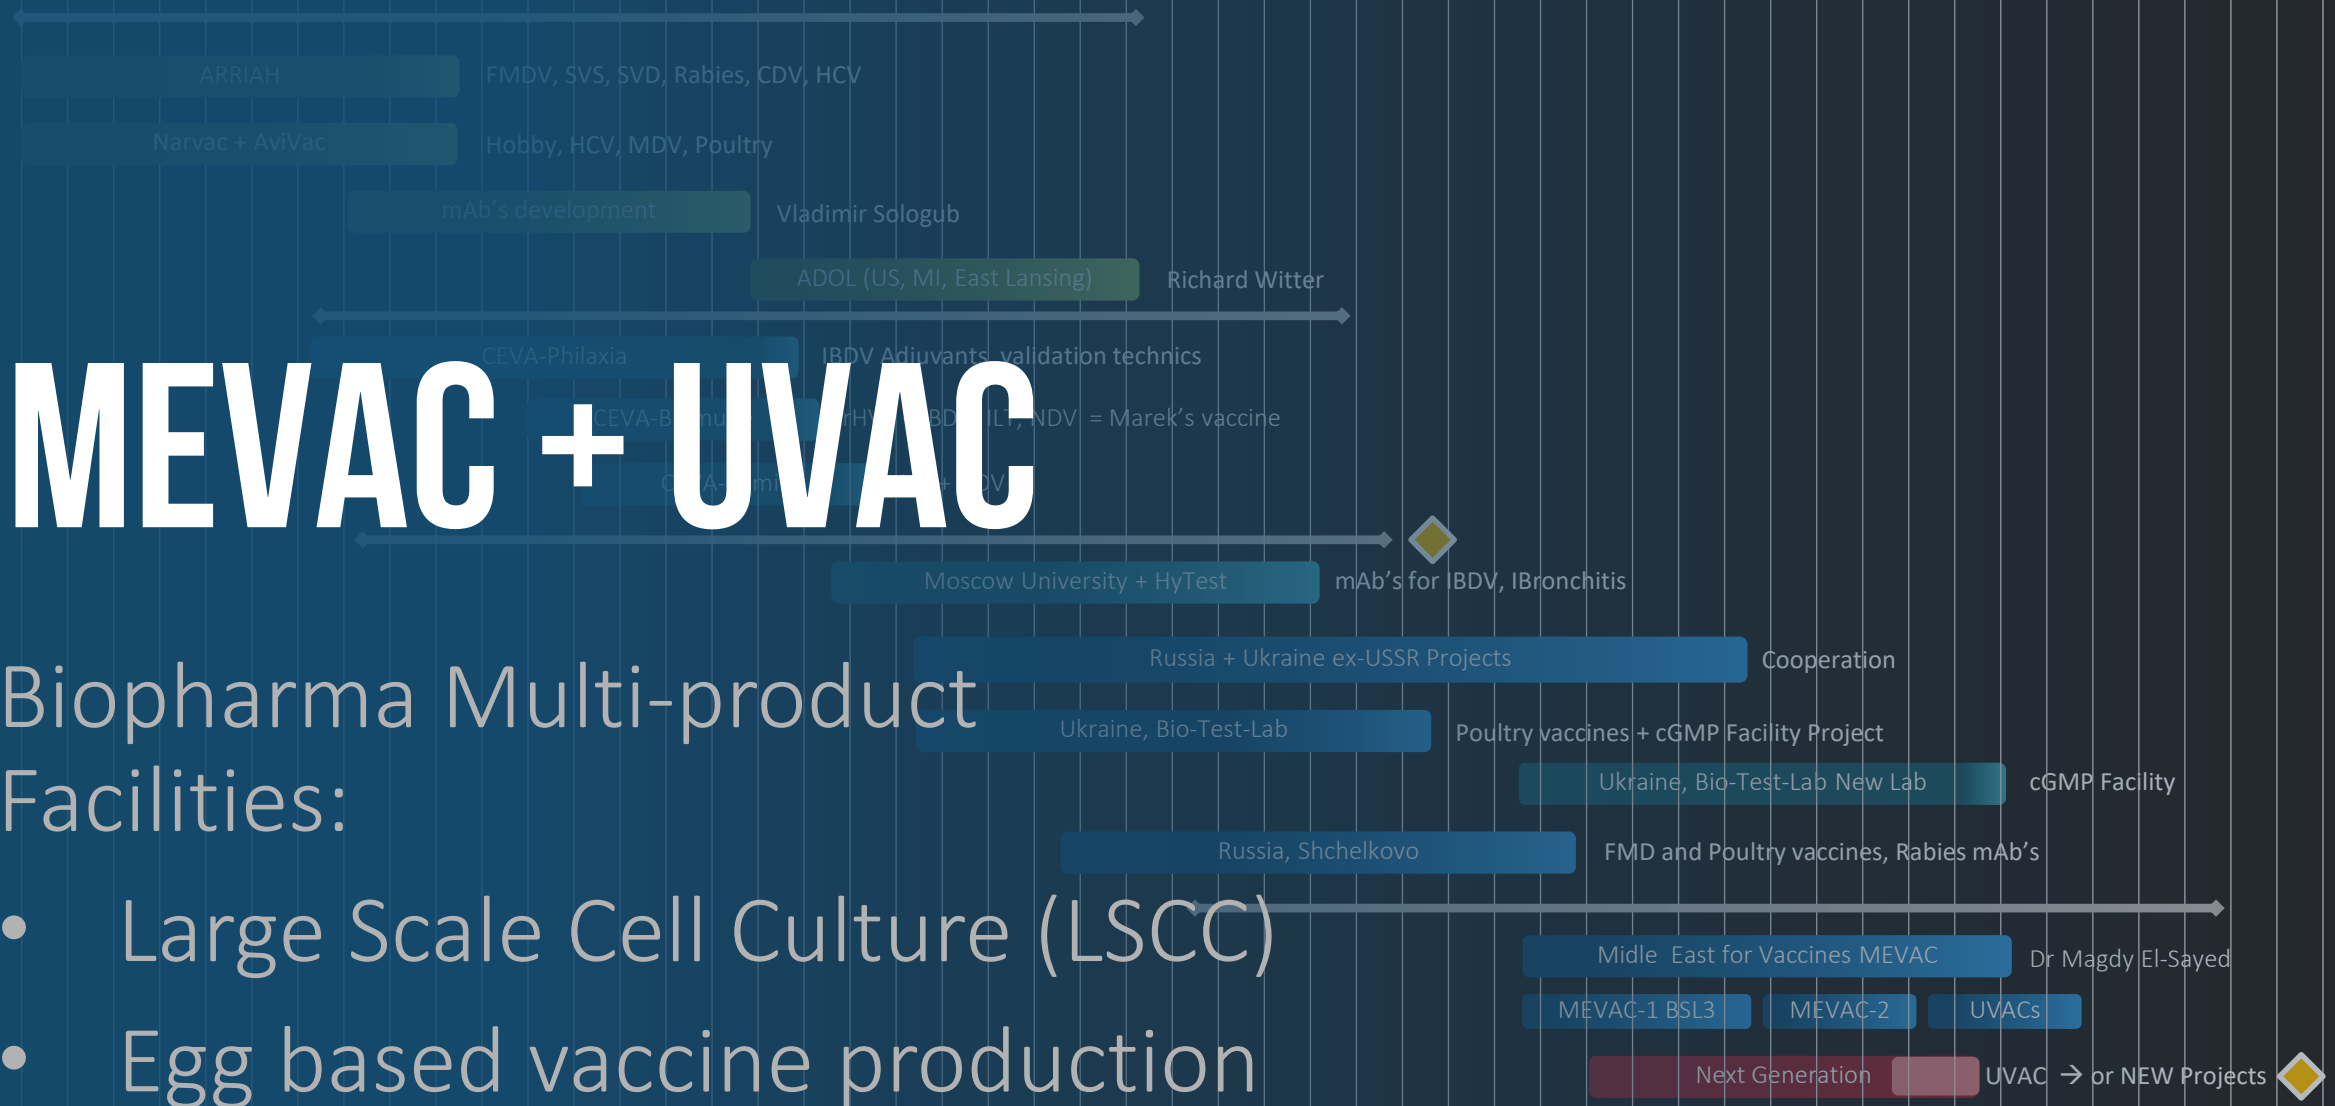 ARRIAH FMDV, SVS, SVD, Rabies, CDV, HCV
Narvac + AviVac Hobby, HCV, MDV, Poultry
mAb's development Vladimir Sologub
ADOL (US, MI, East Lansing) Richard Witter
CEVA-Philaxia IBDV Adjuvants, validation technics
NDV = Marek's vaccine
MEVAC + UVAC
Moscow University + HyTest mAb's for IBDV, IBronchitis
Russia + Ukraine ex-USSR Projects Cooperation
Ukraine, Bio-Test-Lab Poultry vaccines + cGMP Facility Project
Ukraine, Bio-Test-Lab New Lab cGMP Facility
Russia, Shchelkovo FMD and Poultry vaccines, Rabies mAb's
Midle East for Vaccines MEVAC Dr Magdy El-Sayed
MEVAC-1 BSL3 MEVAC-2 UVACs
Next Generation UVAC → or NEW Projects
Biopharma Multi-product
Facilities:
• Large Scale Cell Culture (LSCC)
• Egg based vaccine production